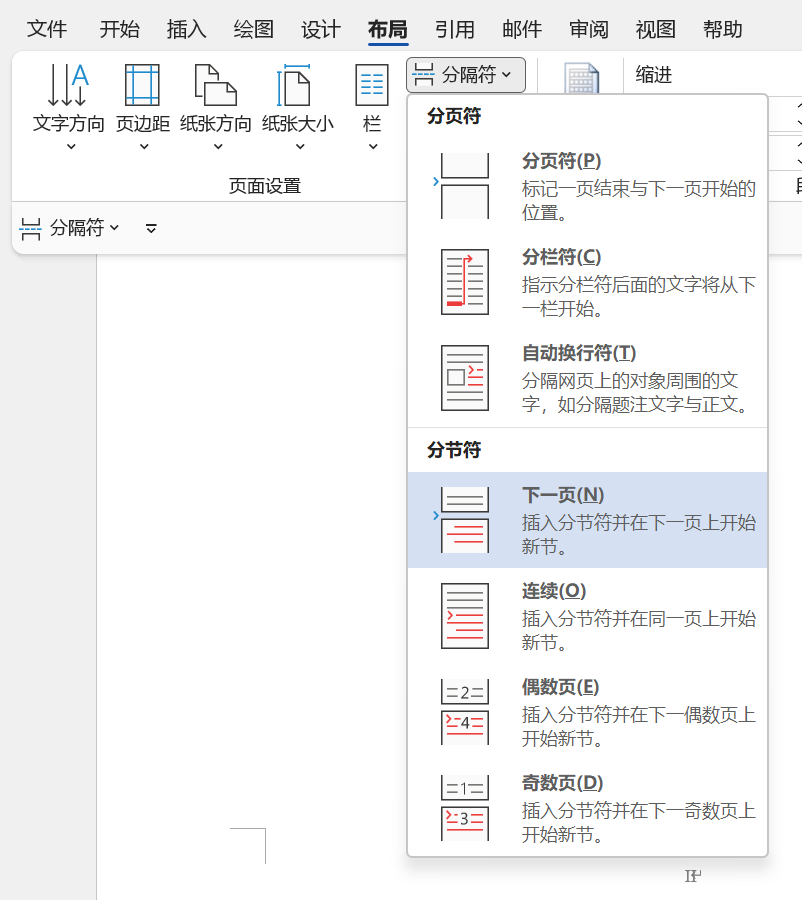 文件 开始 插入 绘图 设计 布局 引用 邮件 审阅 视图 帮助
文字方向 页边距 纸张方向 纸张大小 栏
分隔符
缩进
页面设置
分隔符
分页符
分页符(P)
标记一页结束与下一页开始的
位置。
分栏符(C)
指示分栏符后面的文字将从下
一栏开始。
自动换行符(T)
分隔网页上的对象周围的文
字，如分隔题注文字与正文。
分节符
下一页(N)
插入分节符并在下一页上开始
新节。
连续(O)
插入分节符并在同一页上开始
新节。
2
4
偶数页(E)
插入分节符并在下一偶数页上
开始新节。
1
3
奇数页(D)
插入分节符并在下一奇数页上
开始新节。